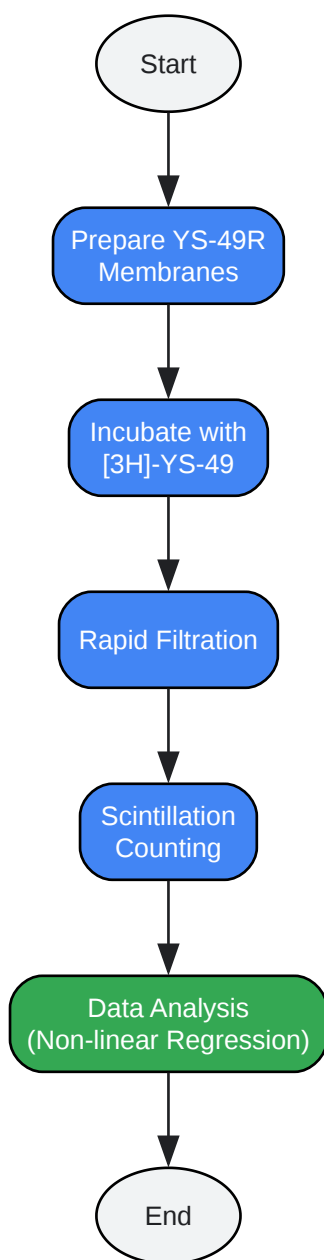 Start
Prepare YS-49R
Membranes
Incubate with
[3H]-YS-49
Rapid Filtration
Scintillation
Counting
Data Analysis
(Non-linear Regression)
End